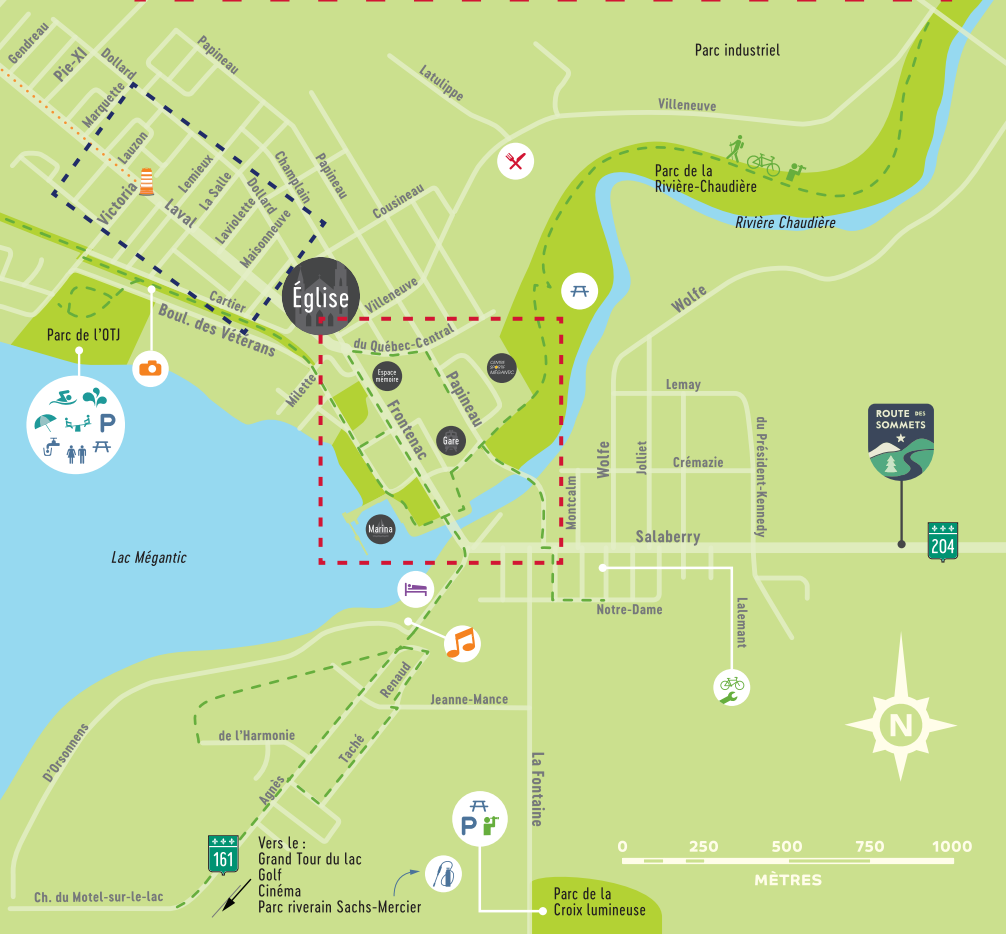 Parc industriel
Gendreau
Pie-XI
Dollard
Papineau
Marquette
Latulippe
Villeneuve
Lauzon
Lemieux
La Salle
Champlain
Papineau
Dollard
Laviolette
Maisonneuve
Victoria
Laval
Cousineau
Parc de la
Rivière-Chaudière
Rivière Chaudière
Église
Villeneuve
Wolfe
Cartier
Boul. des Vétérans
du Québec-Central
Parc de l'OTJ
P
Milette
Espace
mémoire
CENTRE
SPORTIF
MÉGANTIC
Papineau
Frontenac
Gare
Marina
Lemay
Wolfe
Jolliet
Crémazie
du Président-Kennedy
Montcalm
Salaberry
ROUTE DES
SOMMETS
204
Lac Mégantic
Notre-Dame
Lalemant
Renaud
Jeanne-Mance
de l'Harmonie
Taché
Agnès
D'Orsonnens
La Fontaine
N
P
161
Vers le :
Grand Tour du lac
Golf
Cinéma
Parc riverain Sachs-Mercier
Ch. du Motel-sur-le-lac
Parc de la
Croix lumineuse
0 250 500 750 1000
MÈTRES